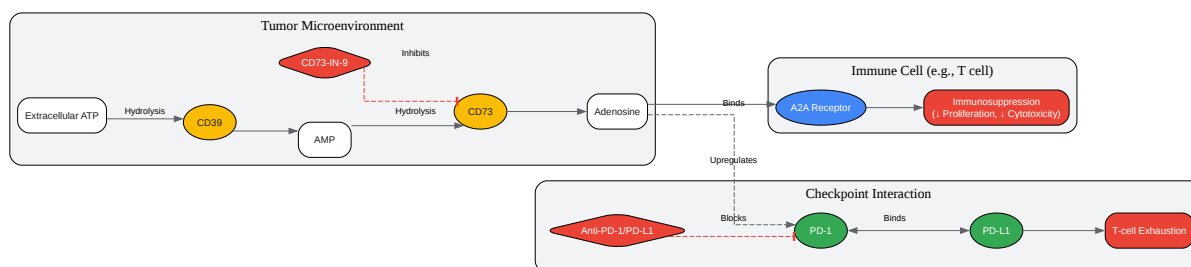 Tumor Microenvironment
CD73-IN-9
Inhibits
Extracellular ATP
Hydrolysis
CD39
AMP
Hydrolysis
CD73
Adenosine
Binds
Upregulates
Immune Cell (e.g., T cell)
A2A Receptor
Immunosuppression
(↓ Proliferation, ↓ Cytotoxicity)
Checkpoint Interaction
Anti-PD-1/PD-L1
Blocks
PD-1
Binds
PD-L1
T-cell Exhaustion